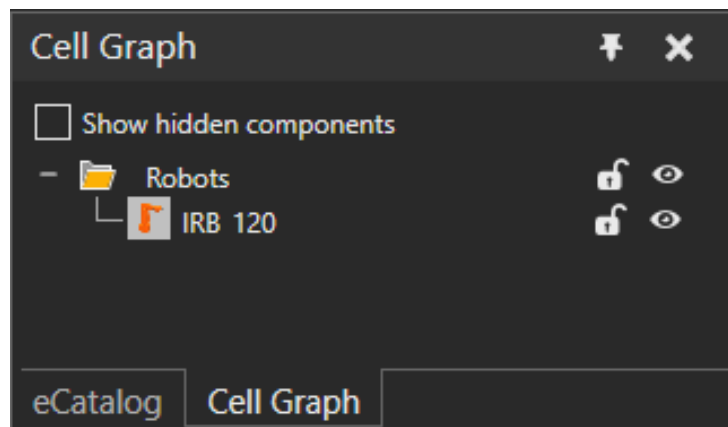 Cell Graph
Show hidden components
Robots
IRB 120
eCatalog
Cell Graph